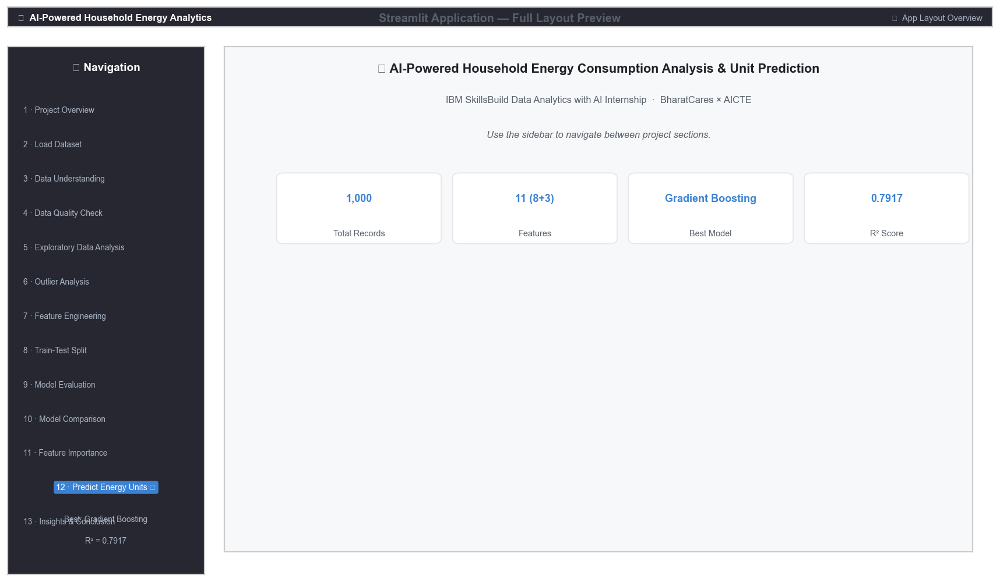 AI-Powered Household Energy Analytics
Streamlit Application — Full Layout Preview
App Layout Overview
Navigation
1 · Project Overview
2 · Load Dataset
3 · Data Understanding
4 · Data Quality Check
5 · Exploratory Data Analysis
6 · Outlier Analysis
7 · Feature Engineering
8 · Train-Test Split
9 · Model Evaluation
10 · Model Comparison
11 · Feature Importance
12 · Predict Energy Units
13 · Insights & Conclusion
Best: Gradient Boosting
R² = 0.7917
AI-Powered Household Energy Consumption Analysis & Unit Prediction
IBM SkillsBuild Data Analytics with AI Internship · BharatCares × AICTE
Use the sidebar to navigate between project sections.
1,000
Total Records
11 (8+3)
Features
Gradient Boosting
Best Model
0.7917
R² Score